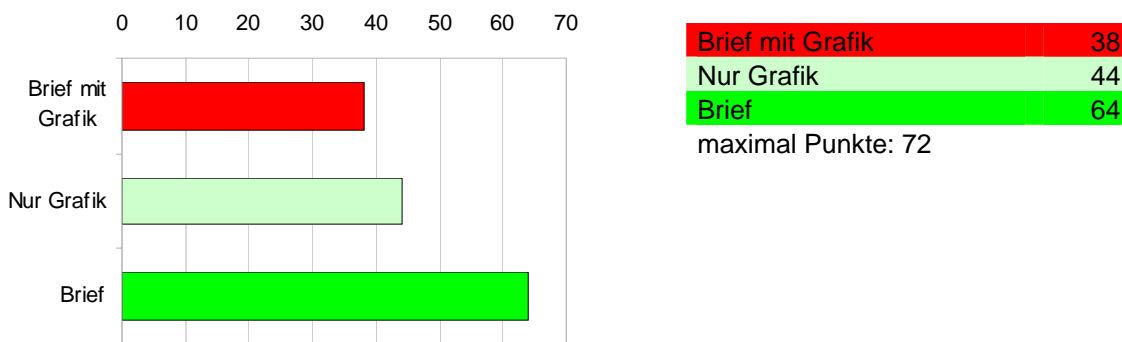 0 10 20 30 40 50 60 70
Brief mit
Grafik
Nur Grafik
Brief
Brief mit Grafik 38
Nur Grafik 44
Brief 64
maximal Punkte: 72